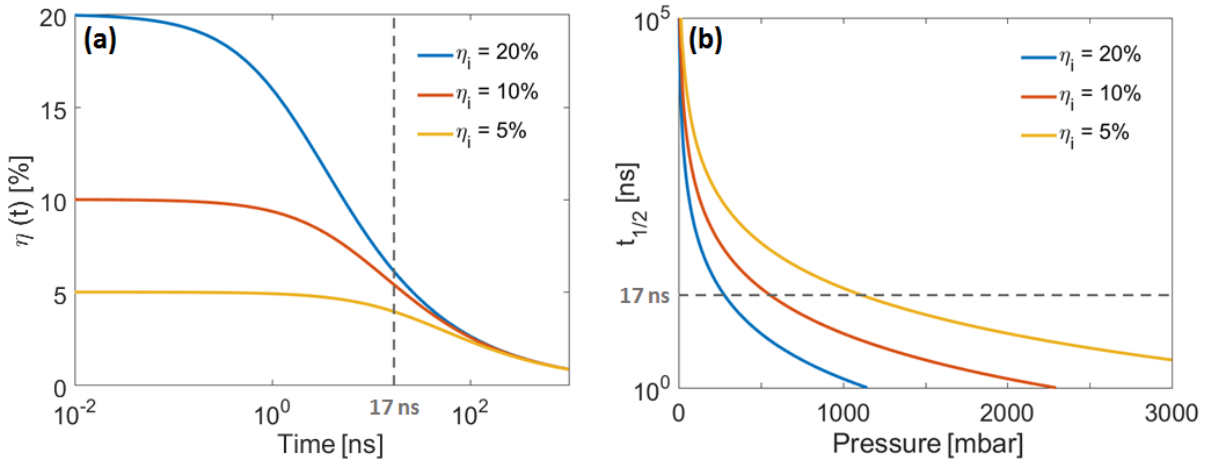 (a)
η (t) [%]
20
15
10
5
0
η_i = 20%
η_i = 10%
η_i = 5%
10^-2
10^0
17 ns
10^2
Time [ns]
(b)
t_1/2 [ns]
10^5
17 ns
10^0
η_i = 20%
η_i = 10%
η_i = 5%
0
1000
2000
3000
Pressure [mbar]